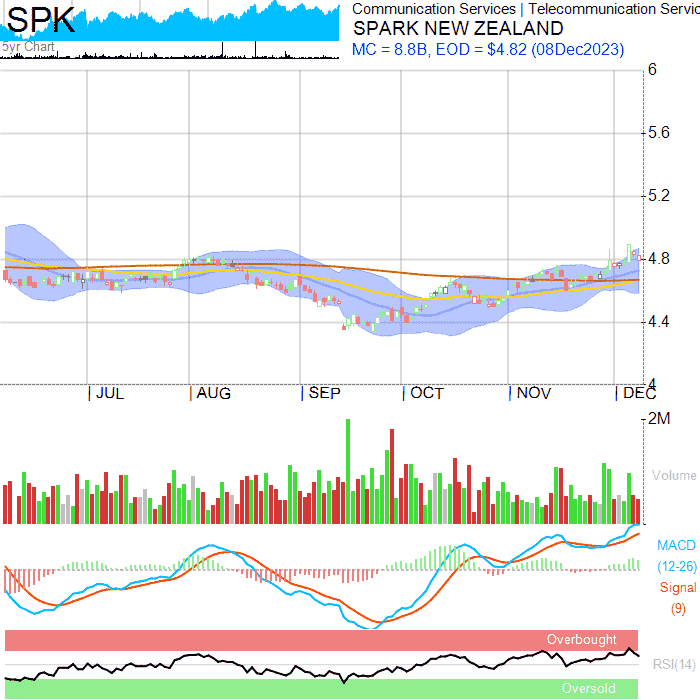 SPK
5yr Chart
Communication Services | Telecommunication Servic
SPARK NEW ZEALAND
MC = 8.8B, EOD = $4.82 (08Dec2023)
6
5.6
5.2
4.8
4.4
4
JUL
AUG
SEP
OCT
NOV
DEC
2M
Volume
MACD
(12-26)
Signal
(9)
Overbought
RSI(14)
Oversold